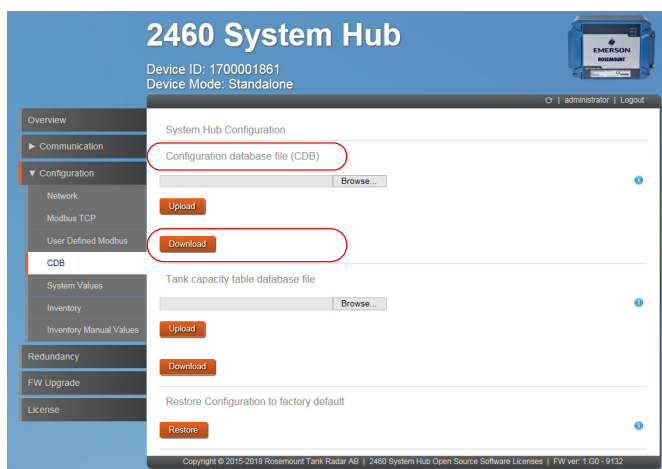 2460 System Hub
EMERSON
ROSEMOUNT
Device ID: 1700001861
Device Mode: Standalone
| administrator | Logout
Overview
► Communication
▼ Configuration
Network
Modbus TCP
User Defined Modbus
CDB
System Values
Inventory
Inventory Manual Values
Redundancy
FW Upgrade
License
System Hub Configuration
Configuration database file (CDB)
Browse...
Upload
Download
Tank capacity table database file
Browse...
Upload
Download
Restore Configuration to factory default
Restore
Copyright © 2015-2018 Rosemount Tank Radar AB | 2460 System Hub Open Source Software Licenses | FW ver: 1.G0 - 9132